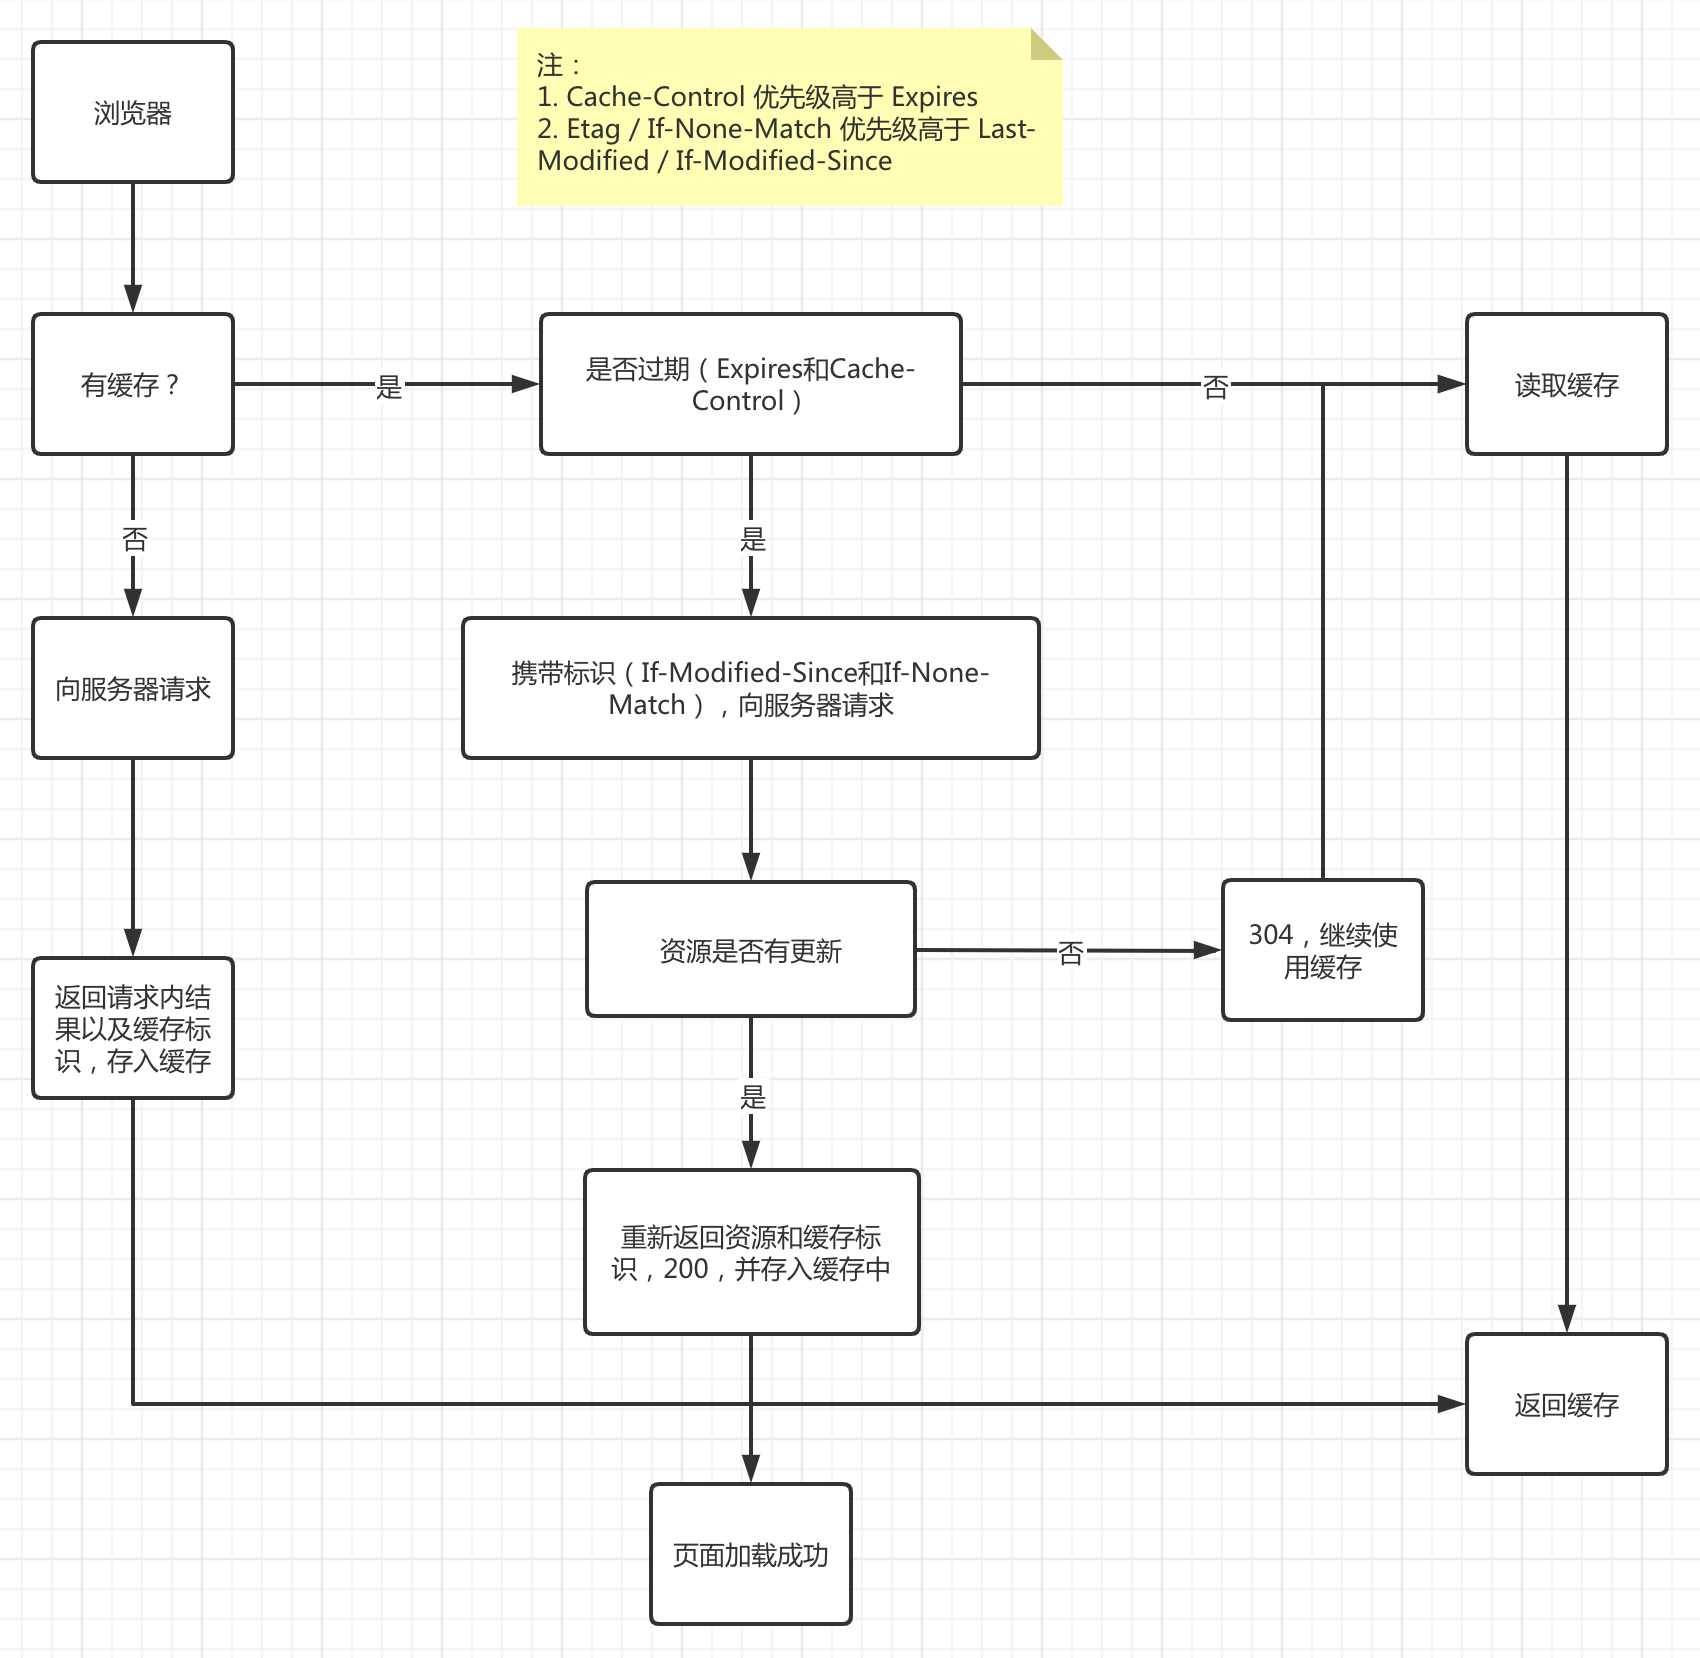 浏览器
注：
1. Cache-Control 优先级高于 Expires
2. Etag / If-None-Match 优先级高于 Last-
Modified / If-Modified-Since
有缓存？
是
是否过期（Expires和Cache-
Control）
否
读取缓存
否
是
向服务器请求
携带标识（If-Modified-Since和If-None-
Match），向服务器请求
资源是否有更新
否
304，继续使
用缓存
返回请求内结
果以及缓存标
识，存入缓存
是
重新返回资源和缓存标
识，200，并存入缓存中
返回缓存
页面加载成功